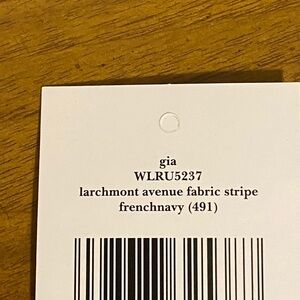 gia
WLRU5237
larchmont avenue fabric stripe
frenchnavy (491)